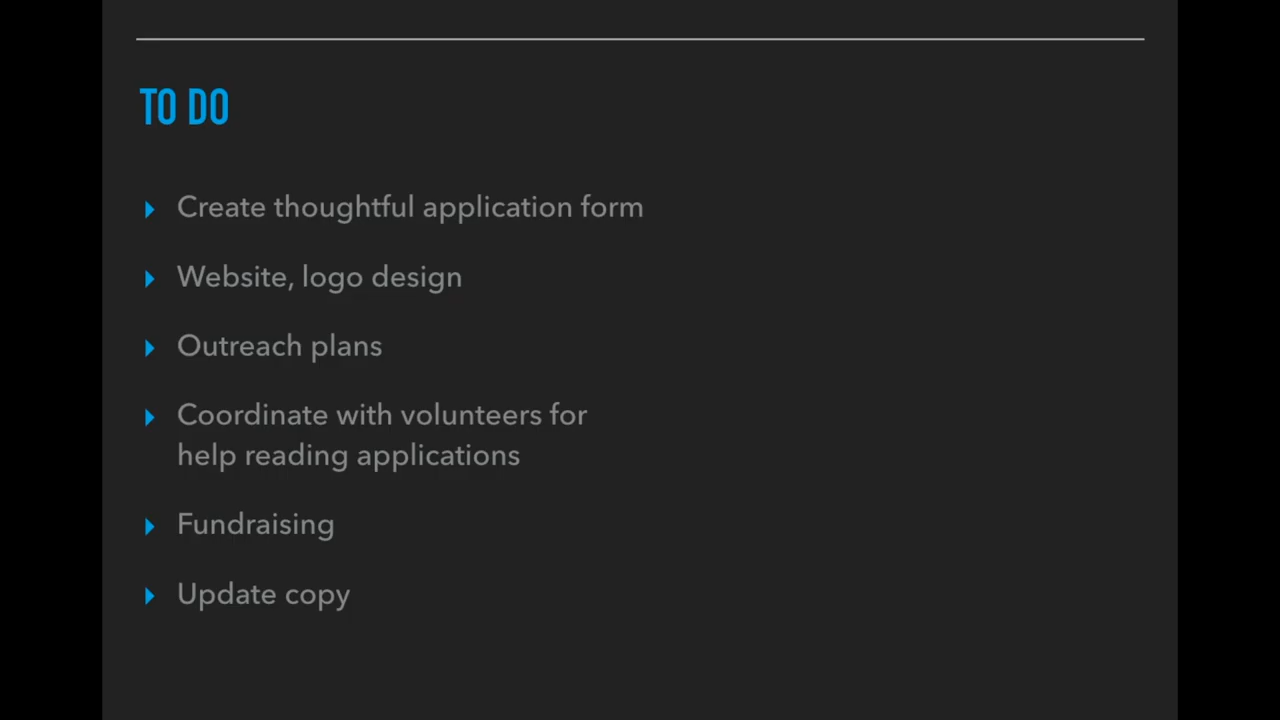 TO DO
Create thoughtful application form
Website, logo design
Outreach plans
Coordinate with volunteers for
help reading applications
Fundraising
Update copy